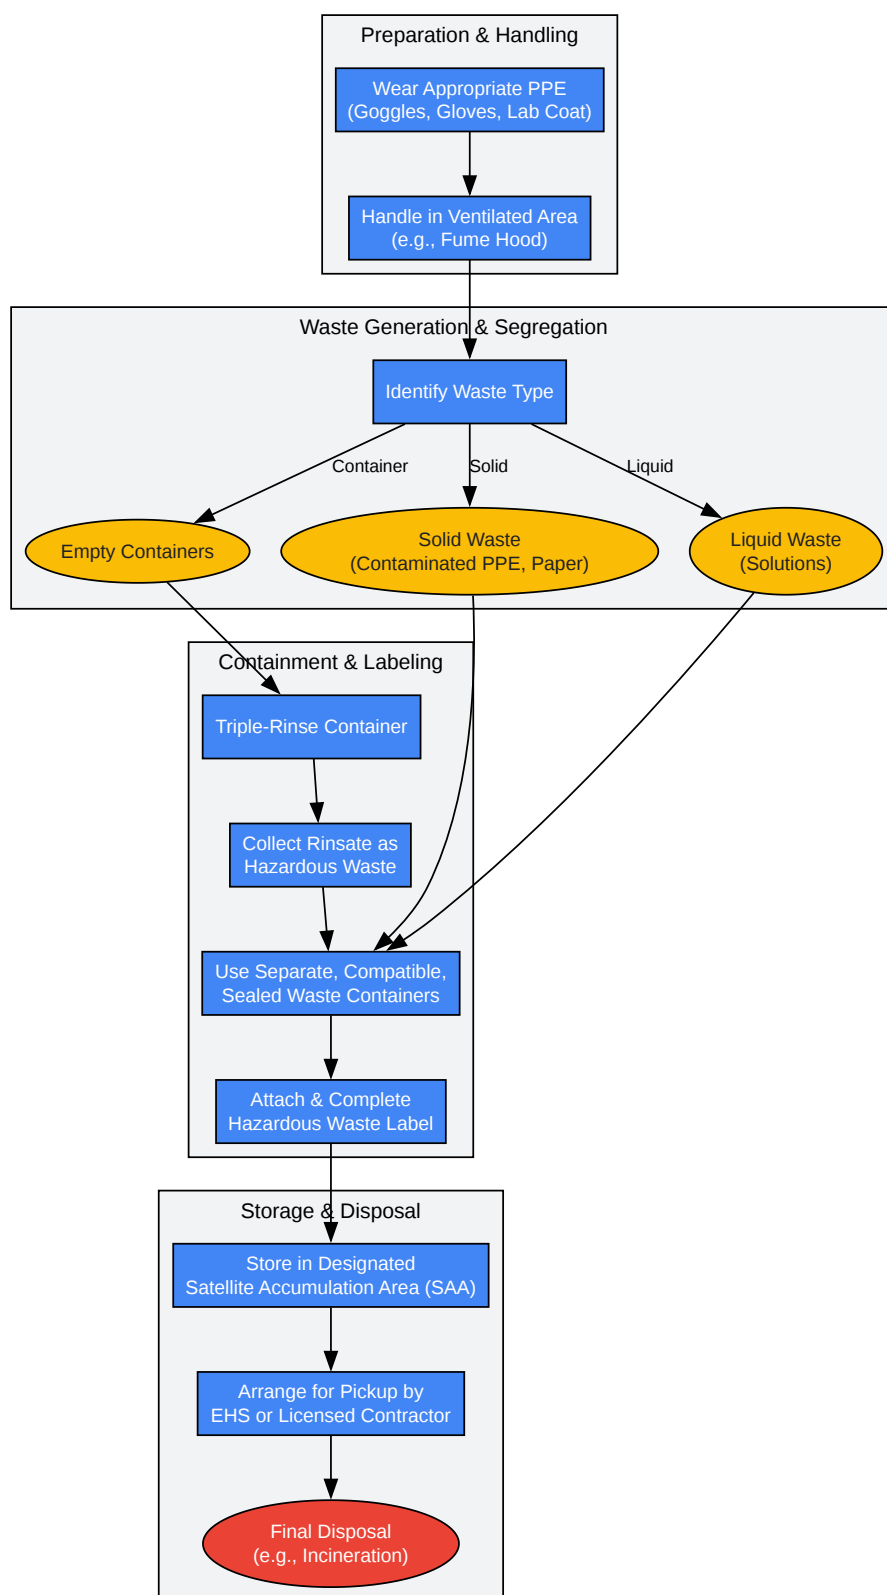 Preparation & Handling
Wear Appropriate PPE
(Goggles, Gloves, Lab Coat)
Handle in Ventilated Area
(e.g., Fume Hood)
Waste Generation & Segregation
Identify Waste Type
Container
Solid
Liquid
Empty Containers
Solid Waste
(Contaminated PPE, Paper)
Liquid Waste
(Solutions)
Containment & Labeling
Triple-Rinse Container
Collect Rinsate as
Hazardous Waste
Use Separate, Compatible,
Sealed Waste Containers
Attach & Complete
Hazardous Waste Label
Storage & Disposal
Store in Designated
Satellite Accumulation Area (SAA)
Arrange for Pickup by
EHS or Licensed Contractor
Final Disposal
(e.g., Incineration)